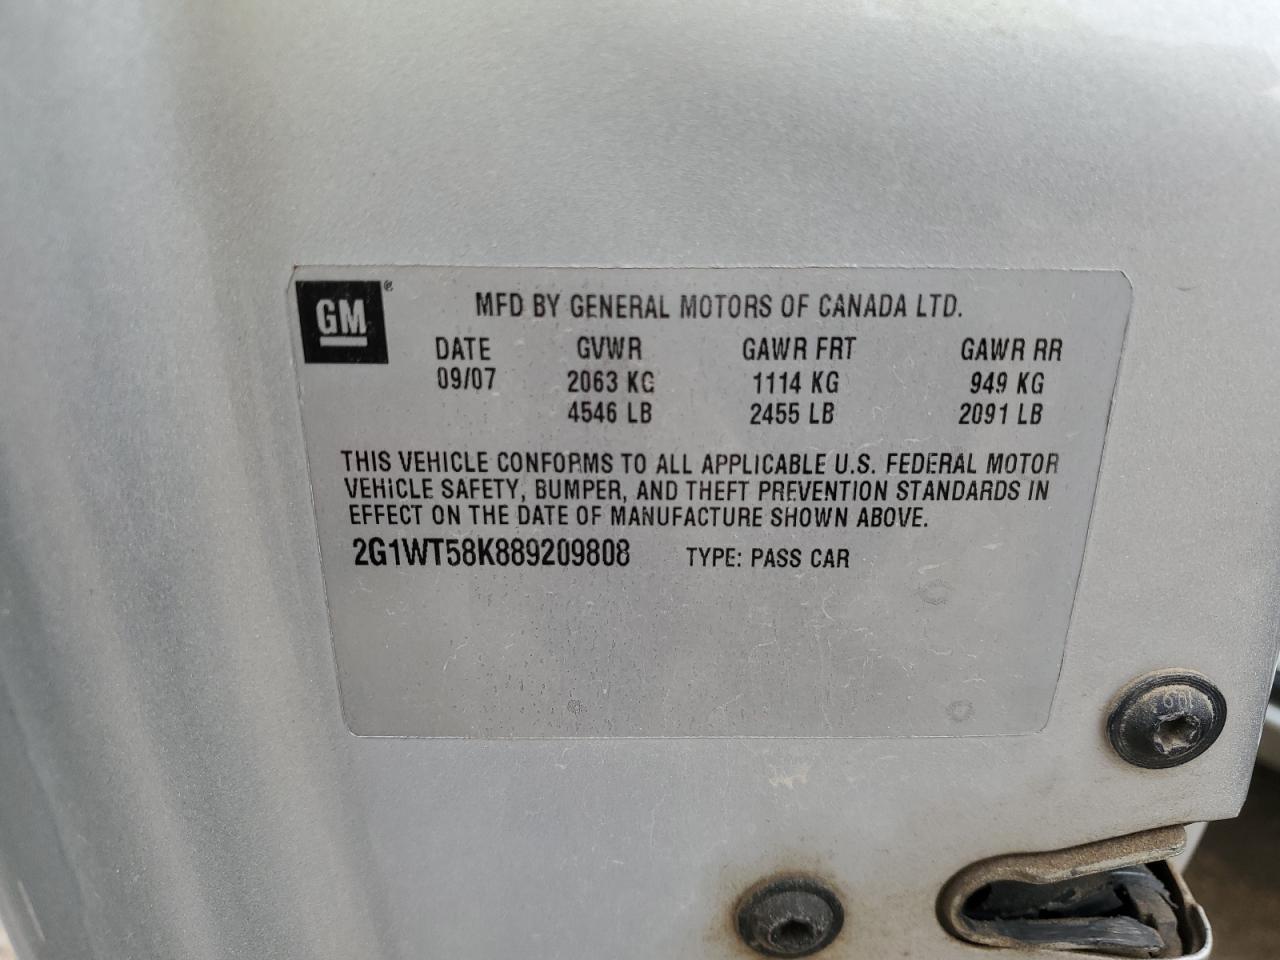 GM ®
MFD BY GENERAL MOTORS OF CANADA LTD.
DATE GVWR GAWR FRT GAWR RR
09/07 2063 KG 1114 KG 949 KG
4546 LB 2455 LB 2091 LB
THIS VEHICLE CONFORMS TO ALL APPLICABLE U.S. FEDERAL MOTOR
VEHICLE SAFETY, BUMPER, AND THEFT PREVENTION STANDARDS IN
EFFECT ON THE DATE OF MANUFACTURE SHOWN ABOVE.
2G1WT58K889209808 TYPE: PASS CAR